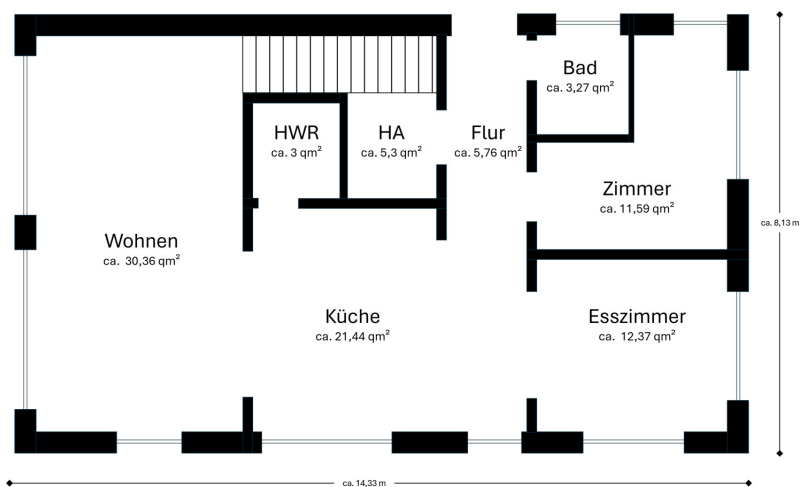 Bad
ca. 3,27 qm²
HWR
ca. 3 qm²
HA
ca. 5,3 qm²
Flur
ca. 5,76 qm²
Zimmer
ca. 11,59 qm²
ca. 8,13 m
Wohnen
ca. 30,36 qm²
Küche
ca. 21,44 qm²
Esszimmer
ca. 12,37 qm²
ca. 14,33 m